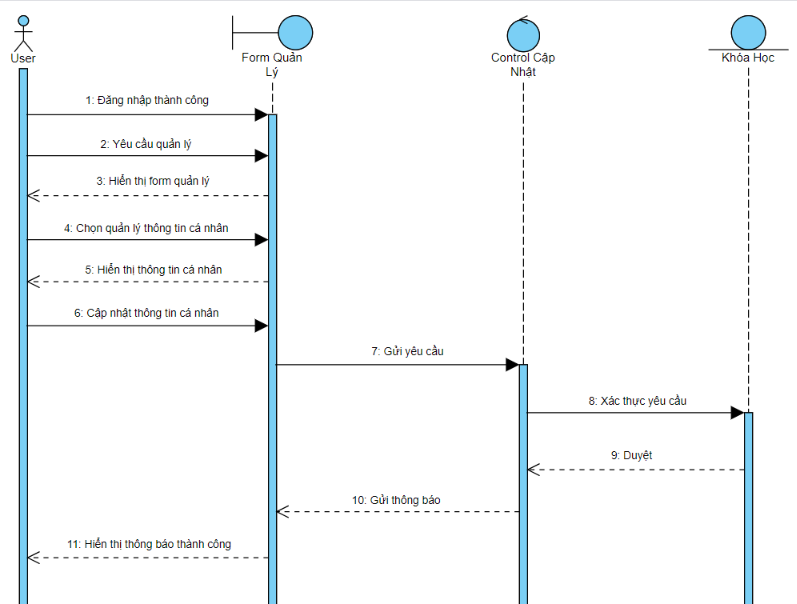 User
Form Quản
Lý
Control Cập
Nhật
Khóa Học
1: Đăng nhập thành công
2: Yêu cầu quản lý
3: Hiển thị form quản lý
4: Chọn quản lý thông tin cá nhân
5: Hiển thị thông tin cá nhân
6: Cập nhật thông tin cá nhân
7: Gửi yêu cầu
8: Xác thực yêu cầu
9: Duyệt
10: Gửi thông báo
11: Hiển thị thông báo thành công